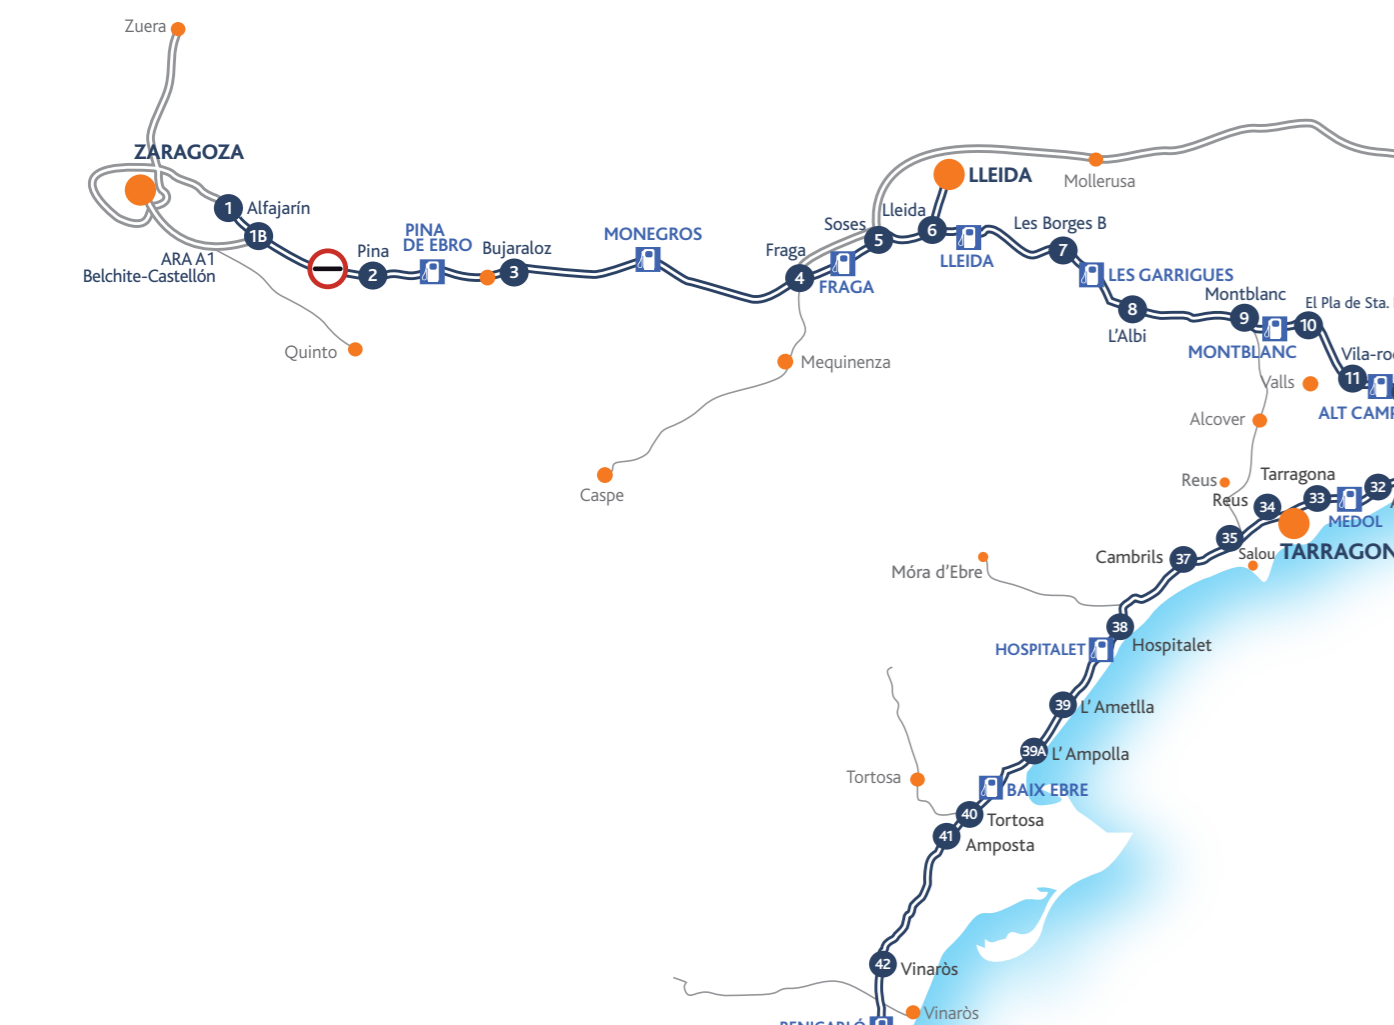 Zuera
ZARAGOZA
1
Alfajarín
1B
ARA A1
Belchite-Castellón
Quinto
Pina
2
PINA
DE EBRO
Bujaraloz
3
MONEGROS
Fraga
4
FRAGA
Soses
5
Lleida
6
LLEIDA
LLEIDA
Mollerusa
Les Borges B
7
LES GARRIGUES
8
L'Albi
Montblanc
9
MONTBLANC
El Pla de Sta.
10
Vila-ro
11
ALT CAM
Valls
Alcover
Mequinenza
Caspe
Reus
Reus
34
Tarragona
33
32
MEDOL
TARRAGON
35
Salou
Cambrils
37
Móra d'Ebre
38
Hospitalet
HOSPITALET
39
L' Ametlla
39A
L' Ampolla
BAIX EBRE
Tortosa
40
Tortosa
41
Amposta
42
Vinaròs
Vinaròs